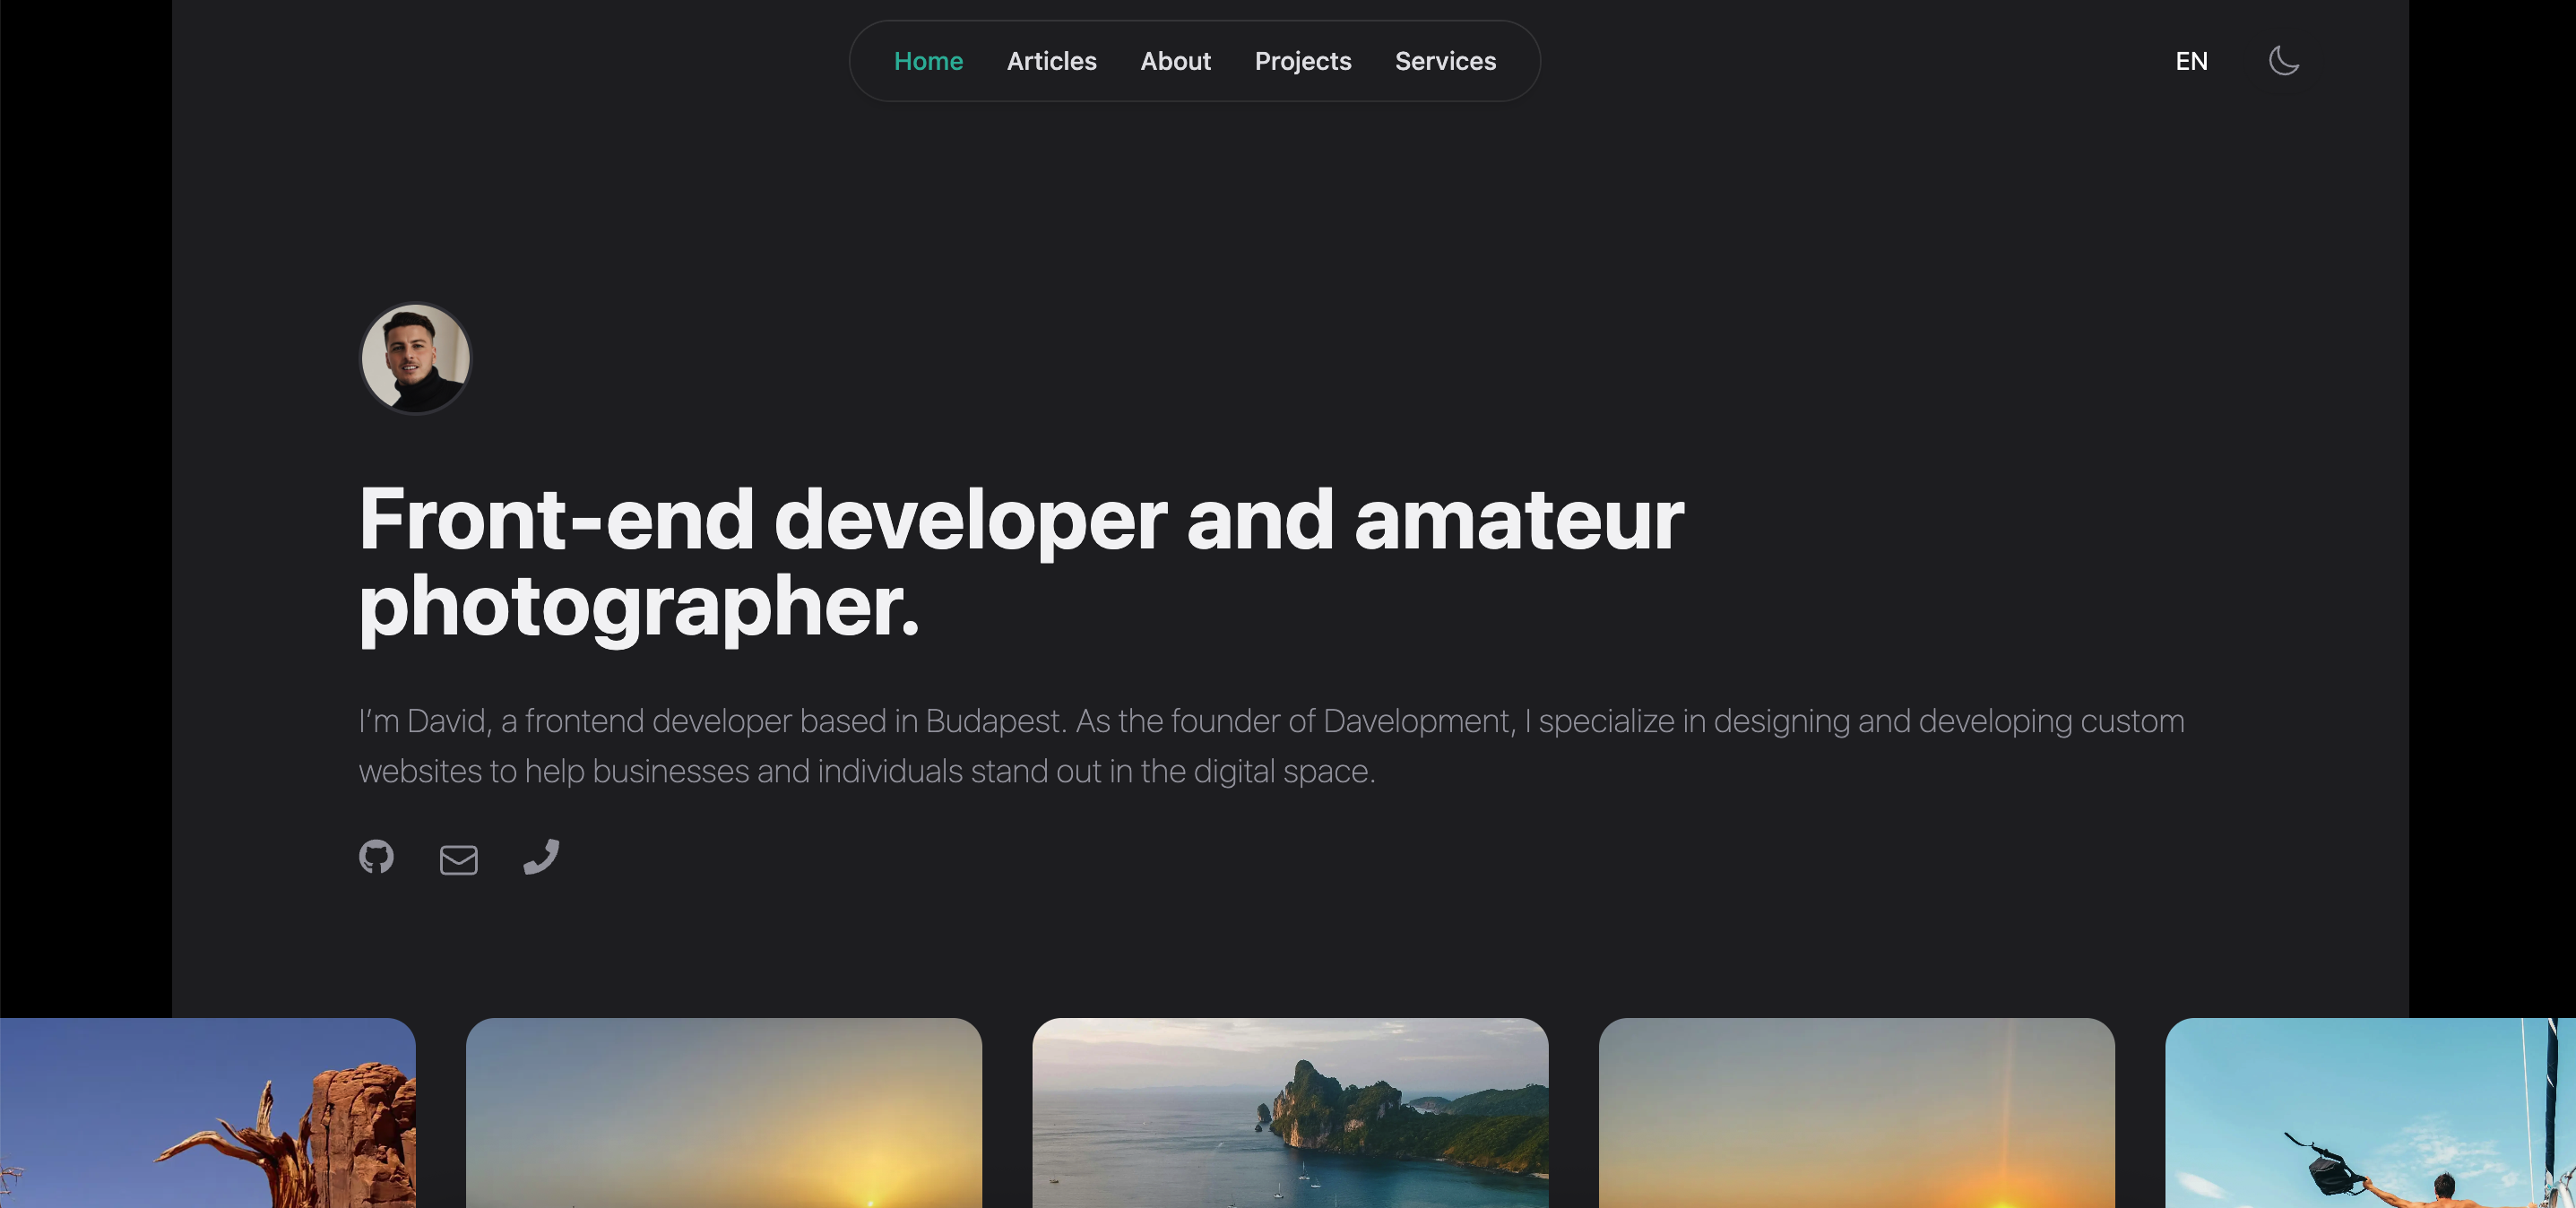 Home Articles About Projects Services EN
Front-end developer and amateur
photographer.
I’m David, a frontend developer based in Budapest. As the founder of Davelopment, I specialize in designing and developing custom
websites to help businesses and individuals stand out in the digital space.